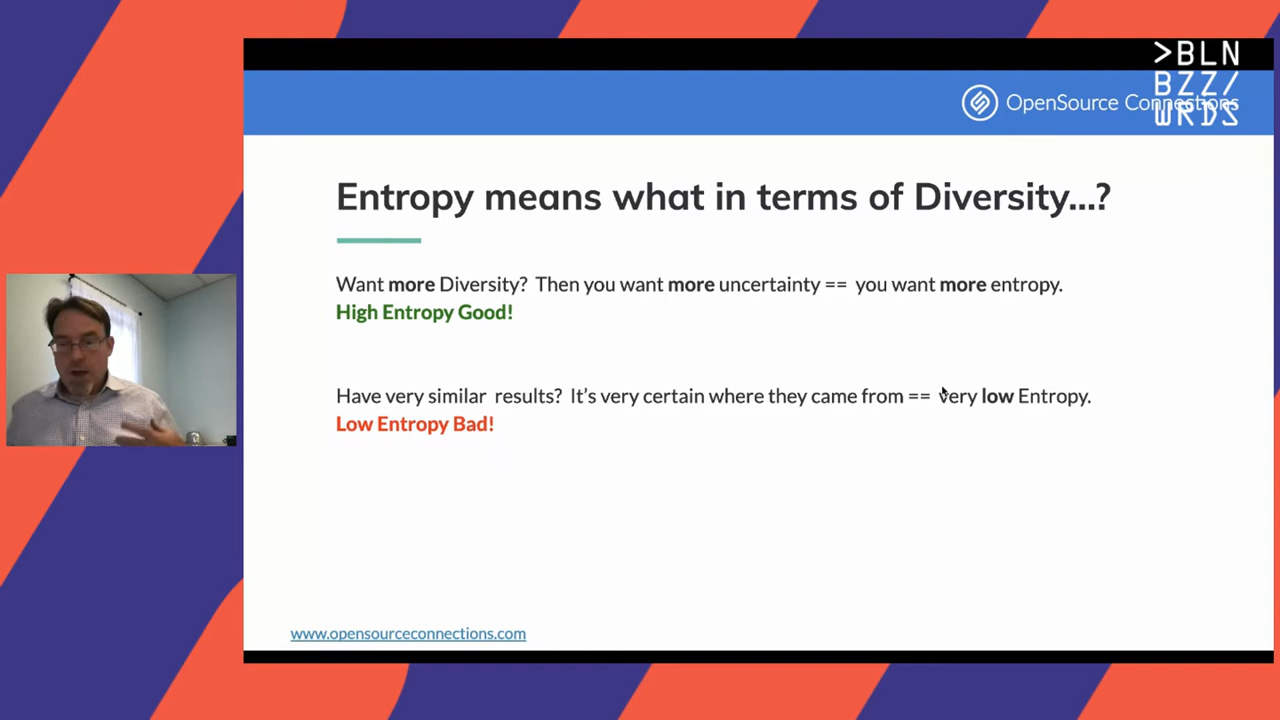 >BLN
BZZ/
WRDS
OpenSource Connections
Entropy means what in terms of Diversity...?
Want more Diversity? Then you want more uncertainty == you want more entropy.
High Entropy Good!
Have very similar results? It's very certain where they came from == very low Entropy.
Low Entropy Bad!
www.opensourceconnections.com